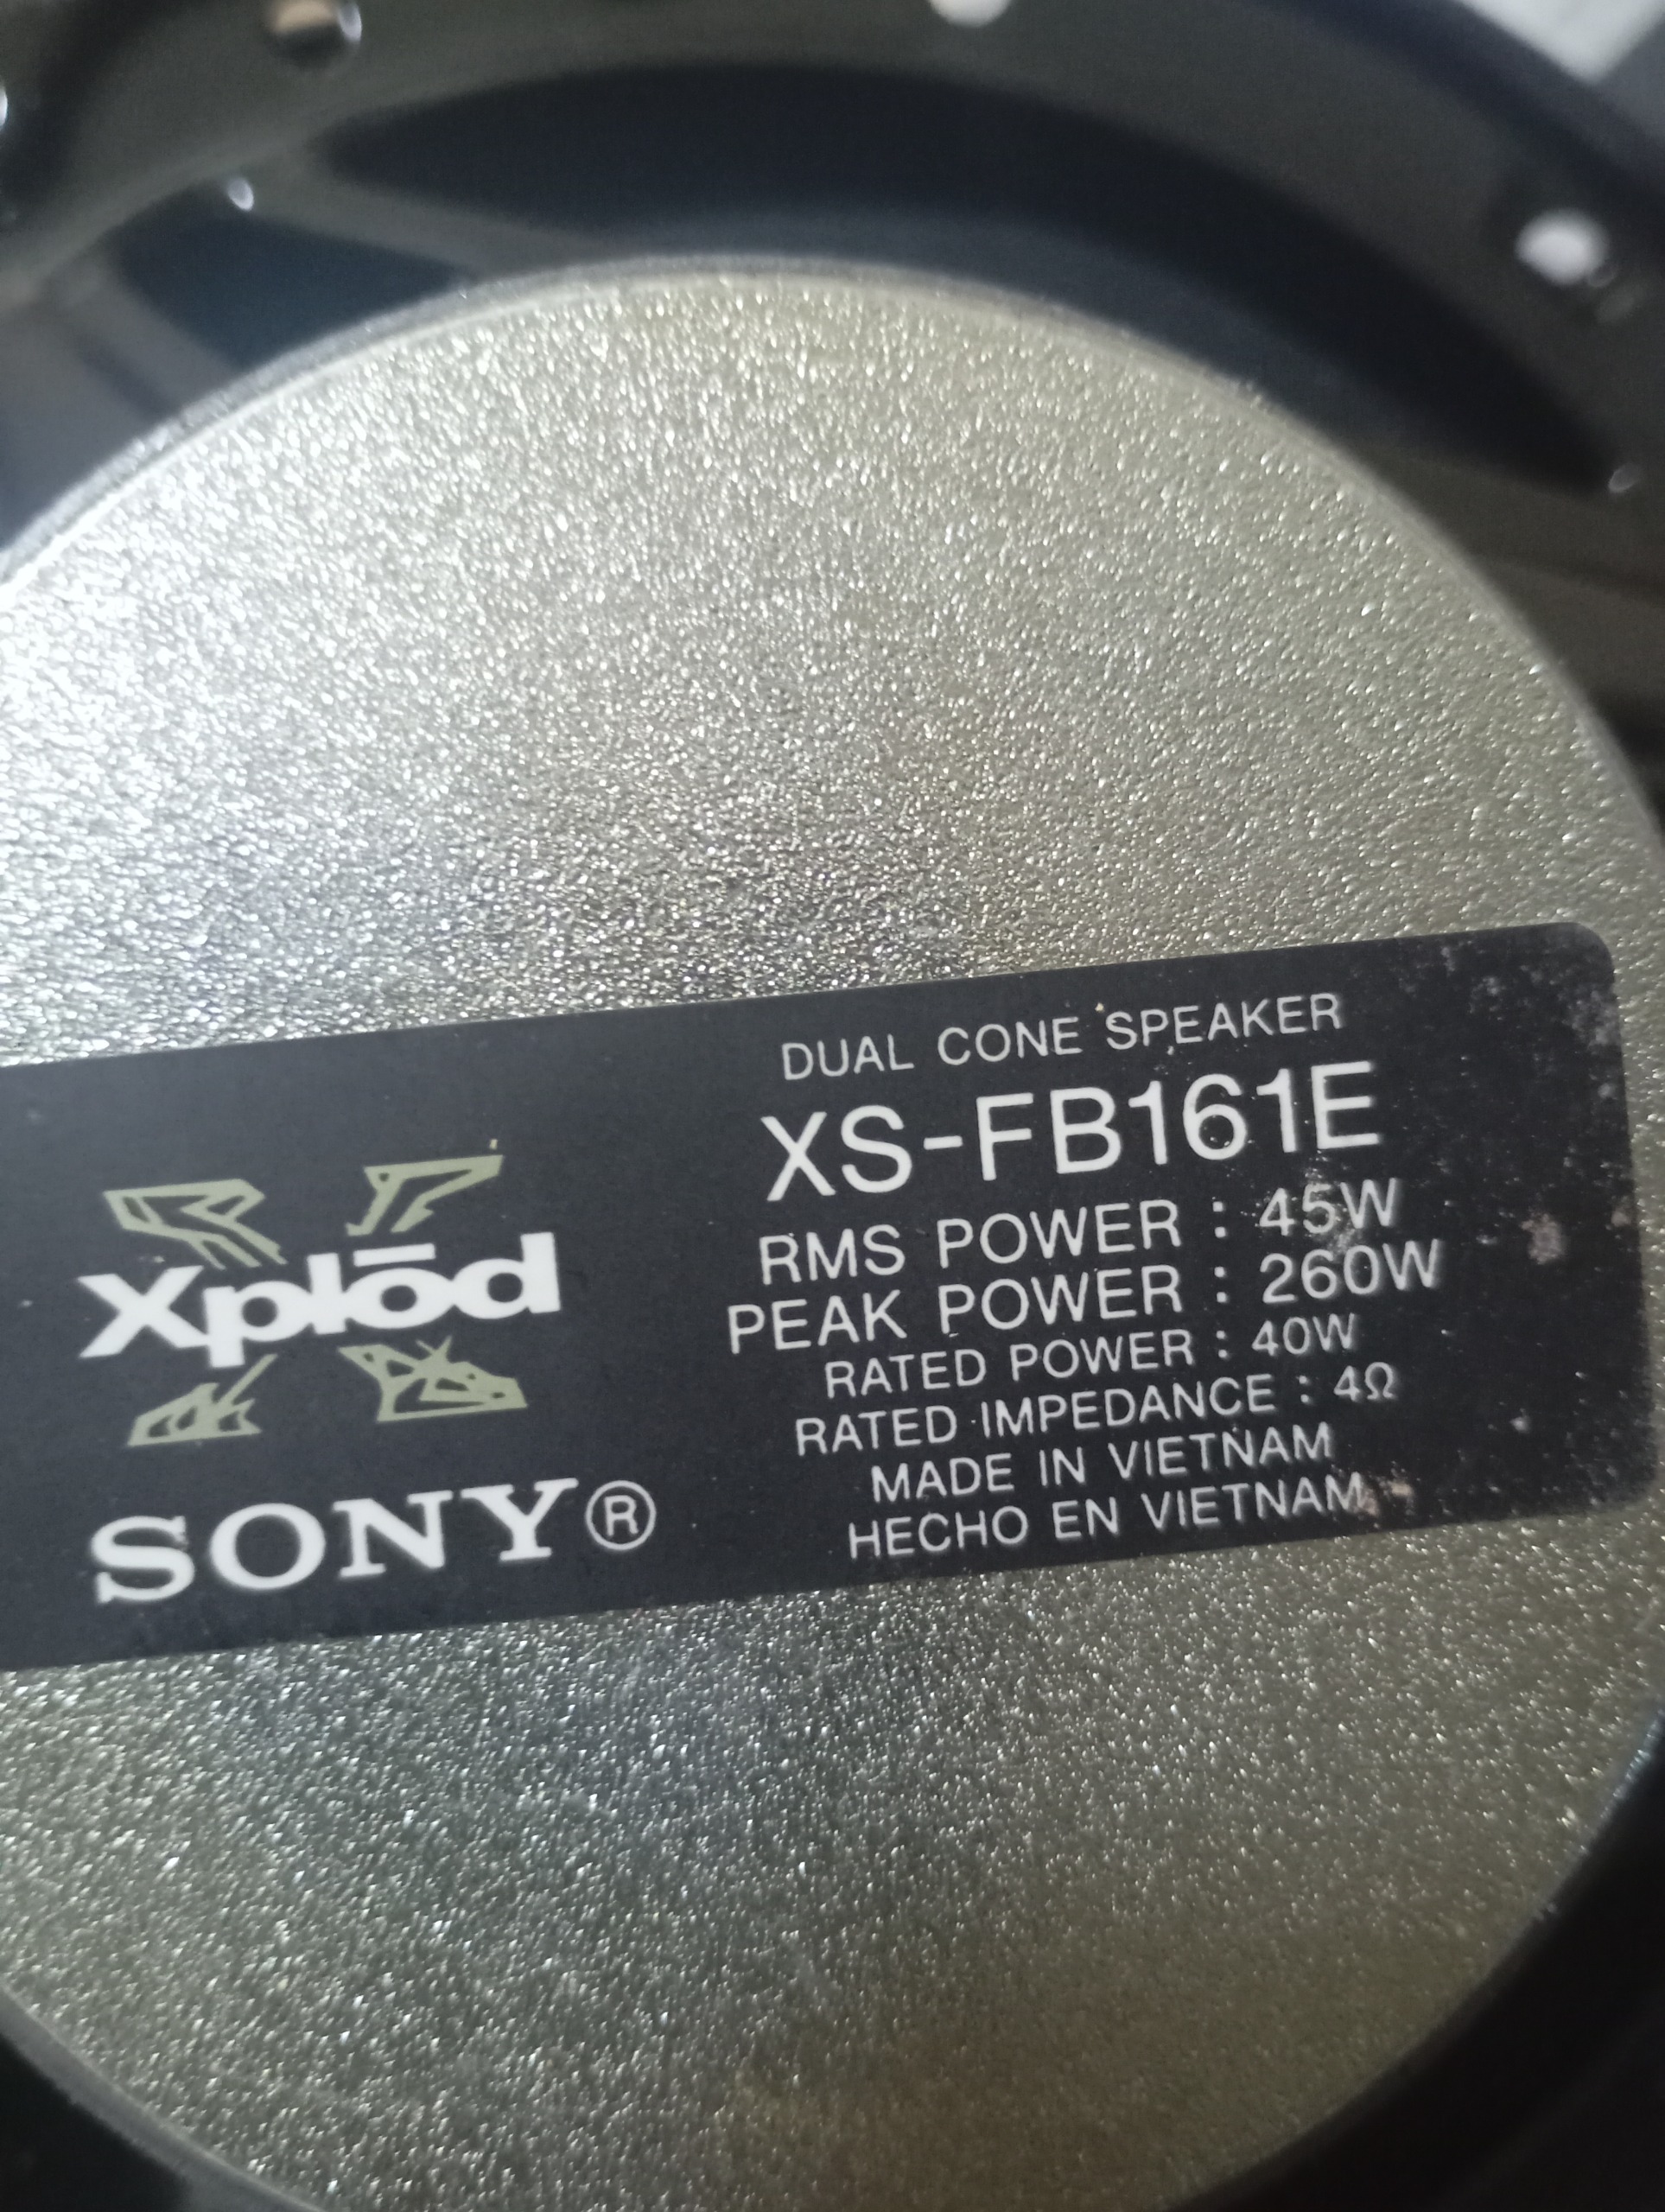 Xplōd
SONY®
DUAL CONE SPEAKER
XS-FB161E
RMS POWER : 45W
PEAK POWER : 260W
RATED POWER : 40W
RATED IMPEDANCE : 4Ω
MADE IN VIETNAM
HECHO EN VIETNAM